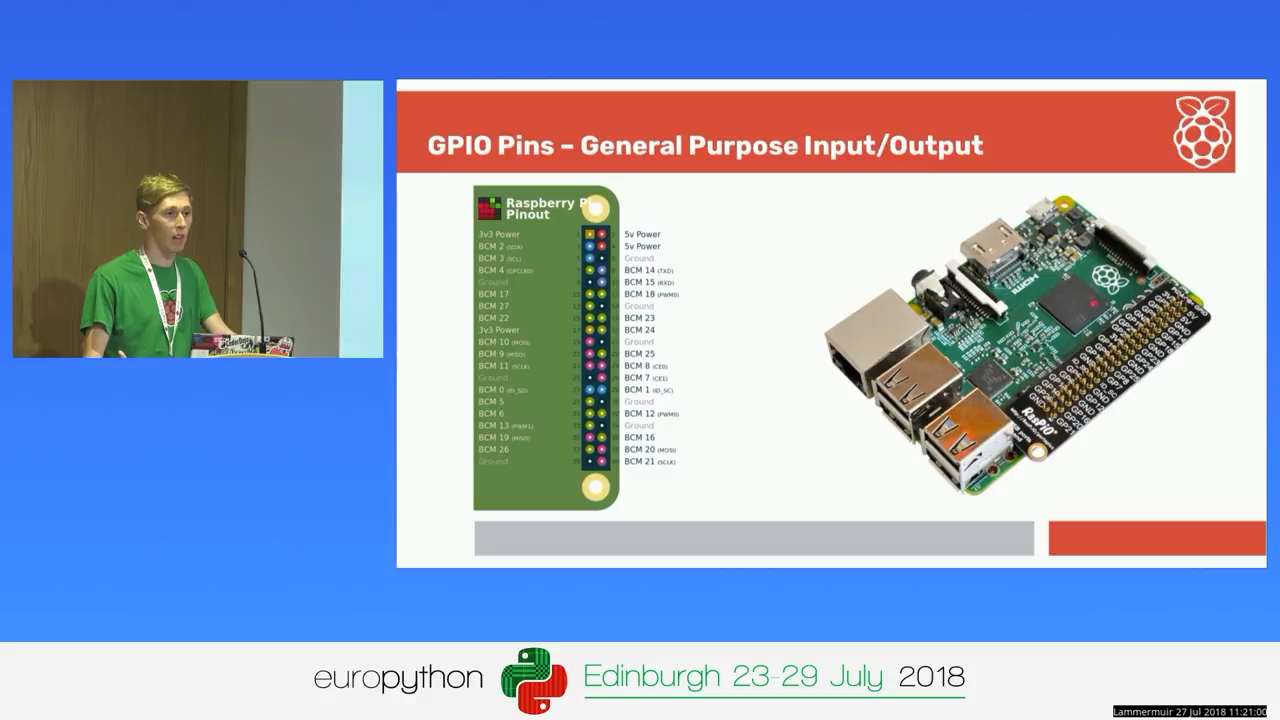 GPIO Pins – General Purpose Input/Output
Raspberry P
Pinout
3v3 Power
5v Power
BCM 2 (SDA)
5v Power
BCM 3 (SCL)
Ground
BCM 4 (GPCLK0)
BCM 14 (TXD)
Ground
BCM 15 (RXD)
BCM 17
BCM 18 (PWM0)
BCM 27
Ground
BCM 22
BCM 23
3v3 Power
BCM 24
BCM 10 (MOSI)
Ground
BCM 9 (MISO)
BCM 25
BCM 11 (SCLK)
BCM 8 (CE0)
Ground
BCM 7 (CE1)
BCM 0 (ID_SD)
BCM 1 (ID_SC)
BCM 5
Ground
BCM 6
BCM 12 (PWM0)
BCM 13 (PWM1)
Ground
BCM 19 (MISO)
BCM 16
BCM 26
BCM 20 (MOSI)
Ground
BCM 21 (SCLK)
RasPiO
europython
Edinburgh 23-29 July 2018
Lammermuir 27 Jul 2018 11:21:00